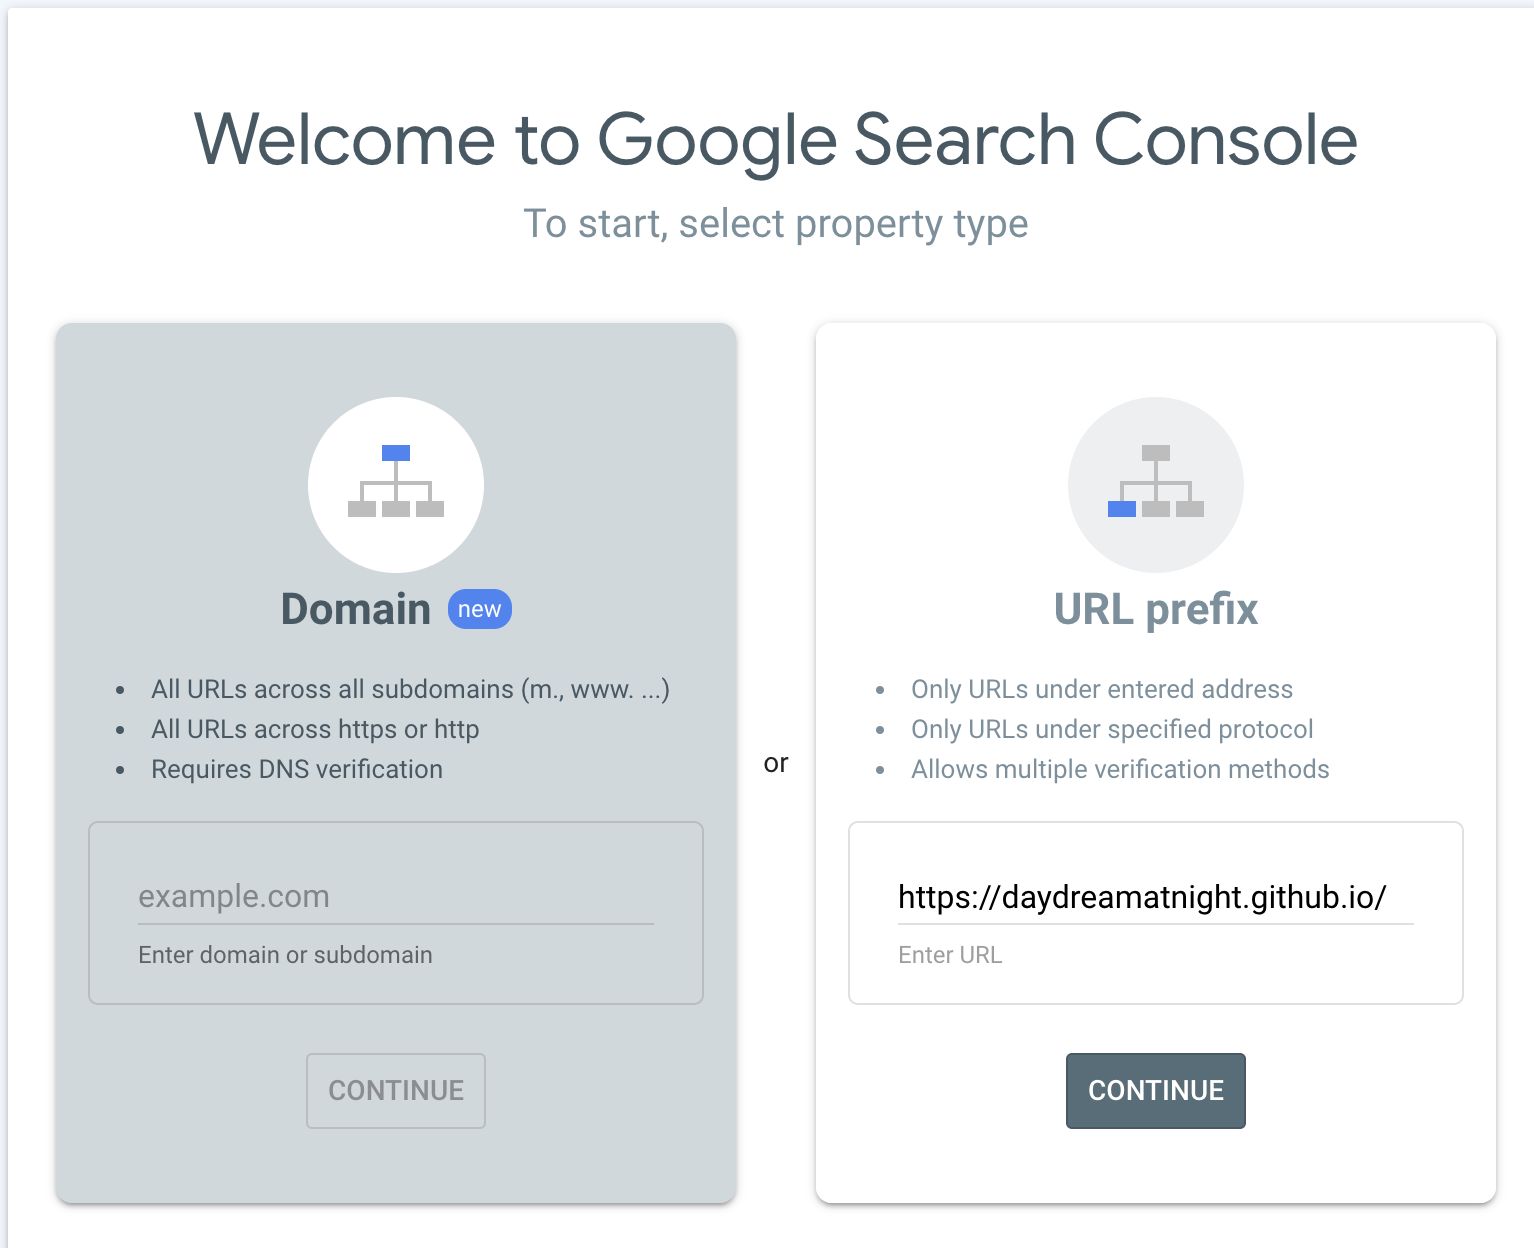 Welcome to Google Search Console
To start, select property type
Domain new
• All URLs across all subdomains (m., www. ...)
• All URLs across https or http
• Requires DNS verification
example.com
Enter domain or subdomain
CONTINUE
or
URL prefix
• Only URLs under entered address
• Only URLs under specified protocol
• Allows multiple verification methods
https://daydreamatnight.github.io/
Enter URL
CONTINUE